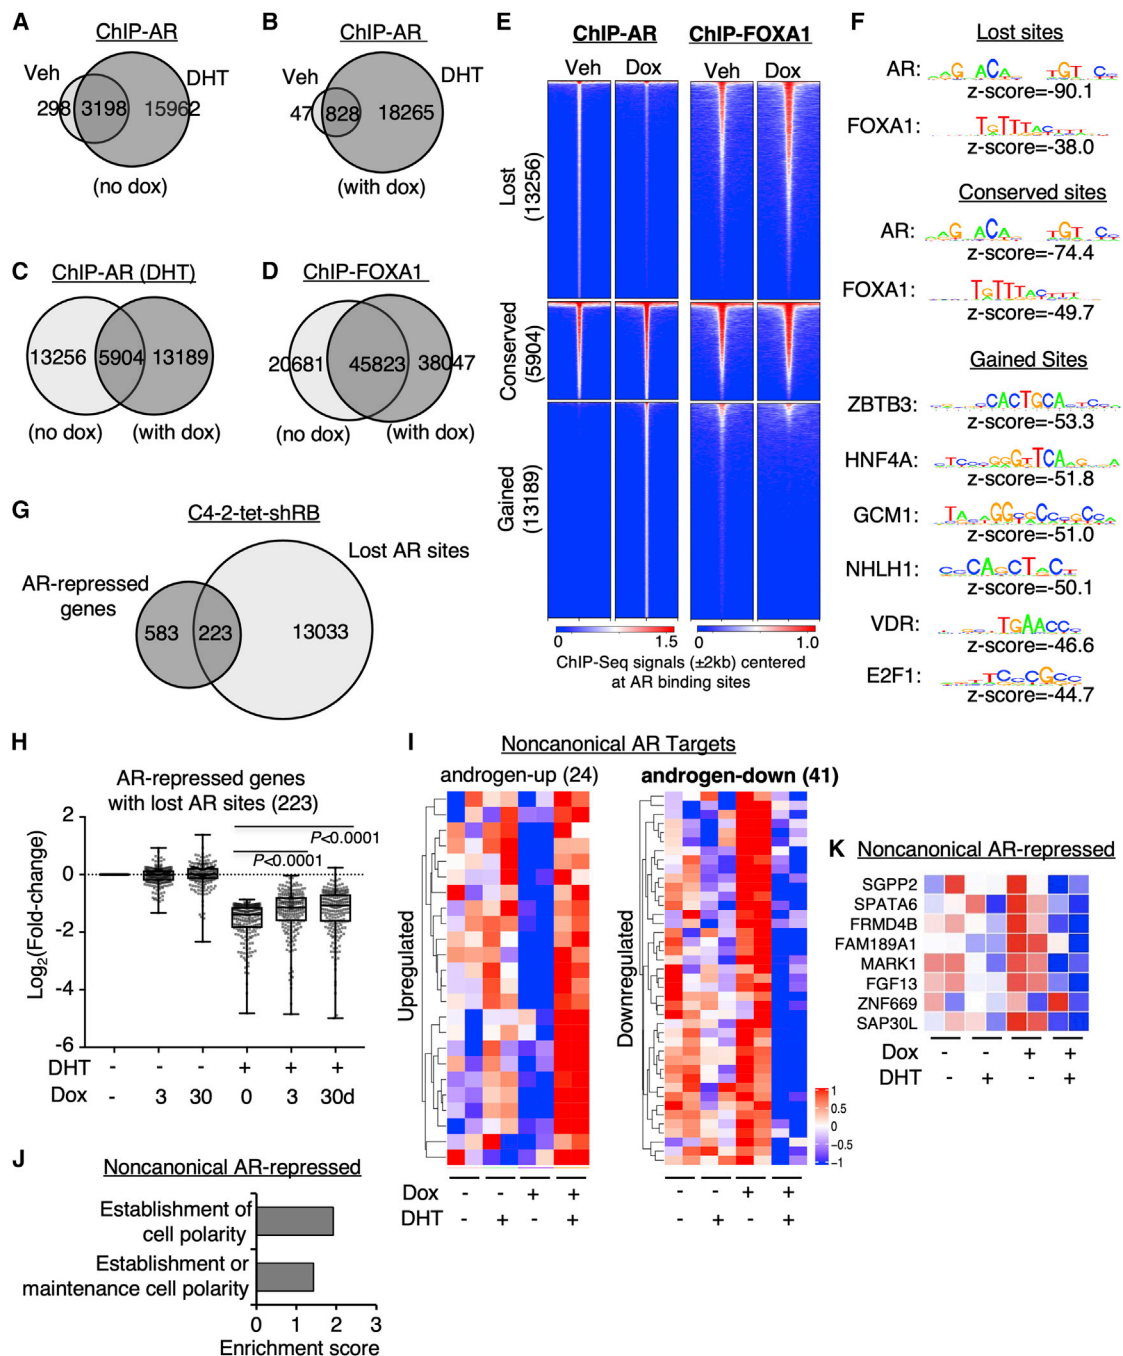 A
ChIP-AR
Veh
DHT
298
3198
15962
(no dox)
B
ChIP-AR
Veh
DHT
47
828
18265
(with dox)
C
ChIP-AR (DHT)
13256
5904
13189
(no dox)
(with dox)
D
ChIP-FOXA1
20681
45823
38047
(no dox)
(with dox)
E
ChIP-AR
ChIP-FOXA1
Veh
Dox
Veh
Dox
Lost
(13256)
Conserved
(5904)
Gained
(13189)
0
1.5
0
1.0
ChIP-Seq signals (±2kb) centered
at AR binding sites
F
Lost sites
AR:
z-score=-90.1
FOXA1:
z-score=-38.0
Conserved sites
AR:
z-score=-74.4
FOXA1:
z-score=-49.7
Gained Sites
ZBTB3:
z-score=-53.3
HNF4A:
z-score=-51.8
GCM1:
z-score=-51.0
NHLH1:
z-score=-50.1
VDR:
z-score=-46.6
E2F1:
z-score=-44.7
G
C4-2-tet-shRB
Lost AR sites
AR-repressed
genes
583
223
13033
H
AR-repressed genes
with lost AR sites (223)
Log2(Fold-change)
2
0
-2
-4
-6
P<0.0001
P<0.0001
DHT - - - + + +
Dox - 3 30 0 3 30d
I
Noncanonical AR Targets
androgen-up (24)
androgen-down (41)
Upregulated
Downregulated
1
0.5
0
-0.5
-1
Dox - - + +
DHT - + - +
- - + +
- + - +
J
Noncanonical AR-repressed
Establishment of
cell polarity
Establishment or
maintenance cell polarity
0 1 2 3
Enrichment score
K
Noncanonical AR-repressed
SGPP2
SPATA6
FRMD4B
FAM189A1
MARK1
FGF13
ZNF669
SAP30L
Dox - - + +
DHT - + - +